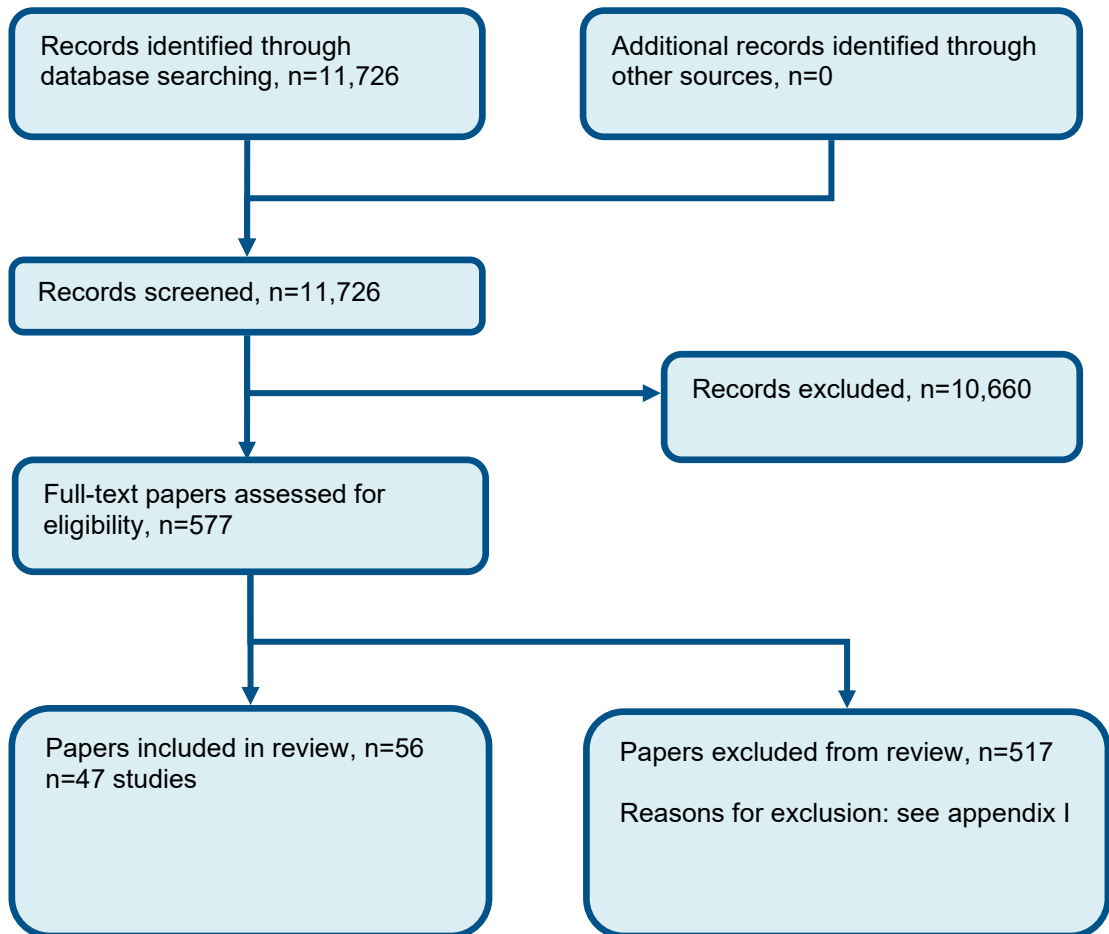 Records identified through
database searching, n=11,726
Additional records identified through
other sources, n=0
Records screened, n=11,726
Records excluded, n=10,660
Full-text papers assessed for
eligibility, n=577
Papers included in review, n=56
n=47 studies
Papers excluded from review, n=517
Reasons for exclusion: see appendix I